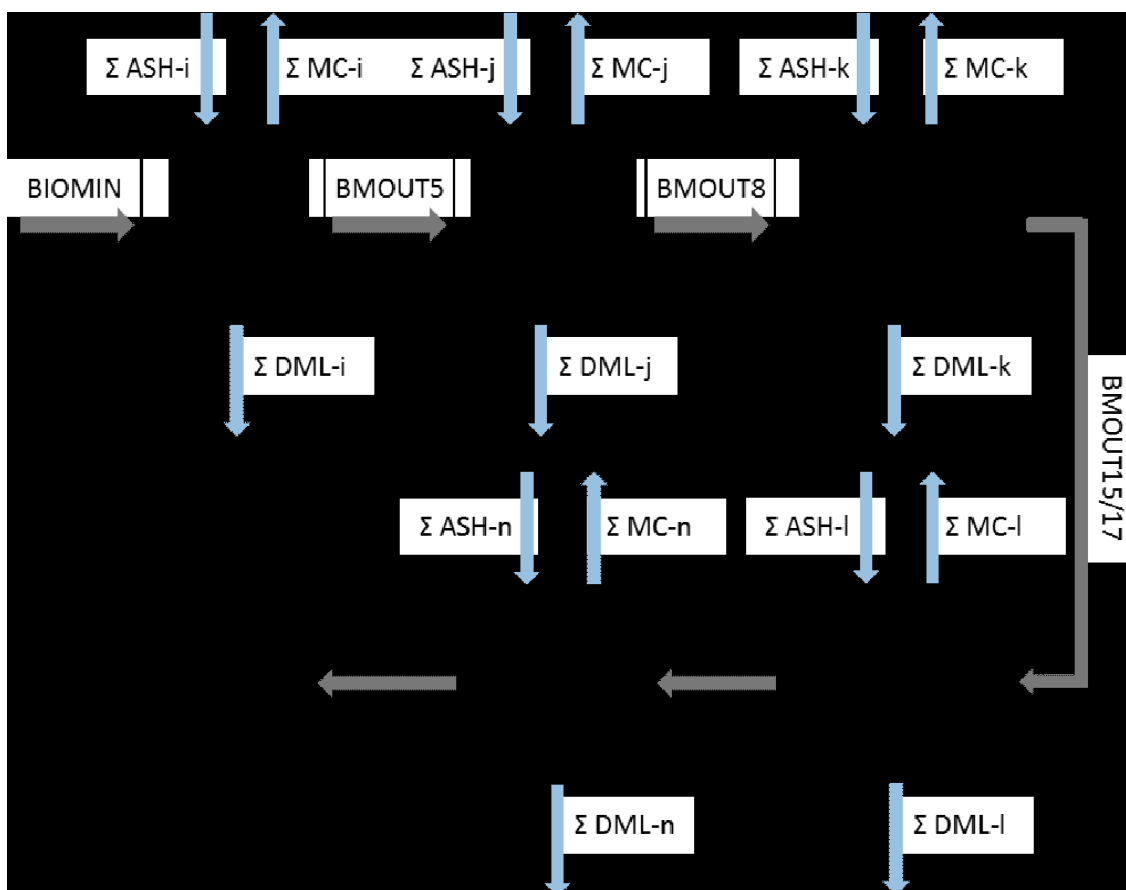 Σ ASH-i
Σ MC-i
Σ ASH-j
Σ MC-j
Σ ASH-k
Σ MC-k
BIOMIN
BMOUT5
BMOUT8
Σ DML-i
Σ DML-j
Σ DML-k
BMOUT15/17
Σ ASH-n
Σ MC-n
Σ ASH-l
Σ MC-l
Σ DML-n
Σ DML-l